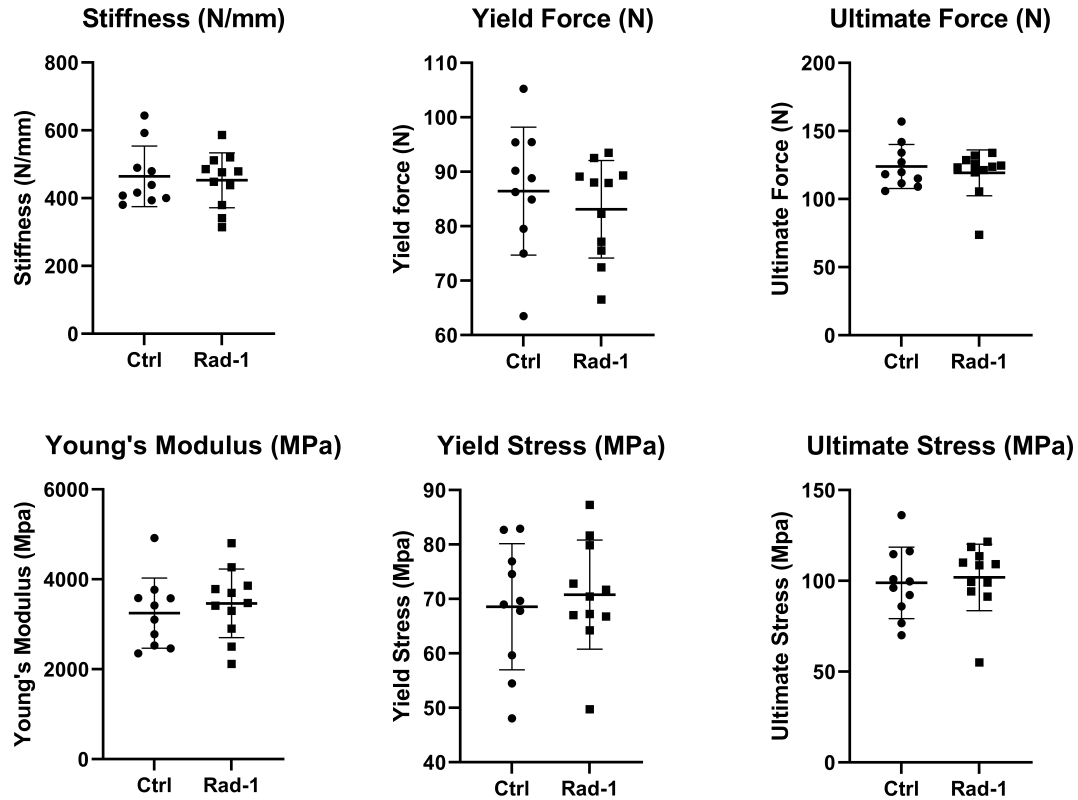 Stiffness (N/mm)
Stiffness (N/mm)
800
600
400
200
0
Ctrl
Rad-1
Yield Force (N)
Yield force (N)
110
100
90
80
70
60
Ctrl
Rad-1
Ultimate Force (N)
Ultimate Force (N)
200
150
100
50
0
Ctrl
Rad-1
Young's Modulus (MPa)
Young's Modulus (Mpa)
6000
4000
2000
0
Ctrl
Rad-1
Yield Stress (MPa)
Yield Stress (Mpa)
90
80
70
60
50
40
Ctrl
Rad-1
Ultimate Stress (MPa)
Ultimate Stress (Mpa)
150
100
50
0
Ctrl
Rad-1